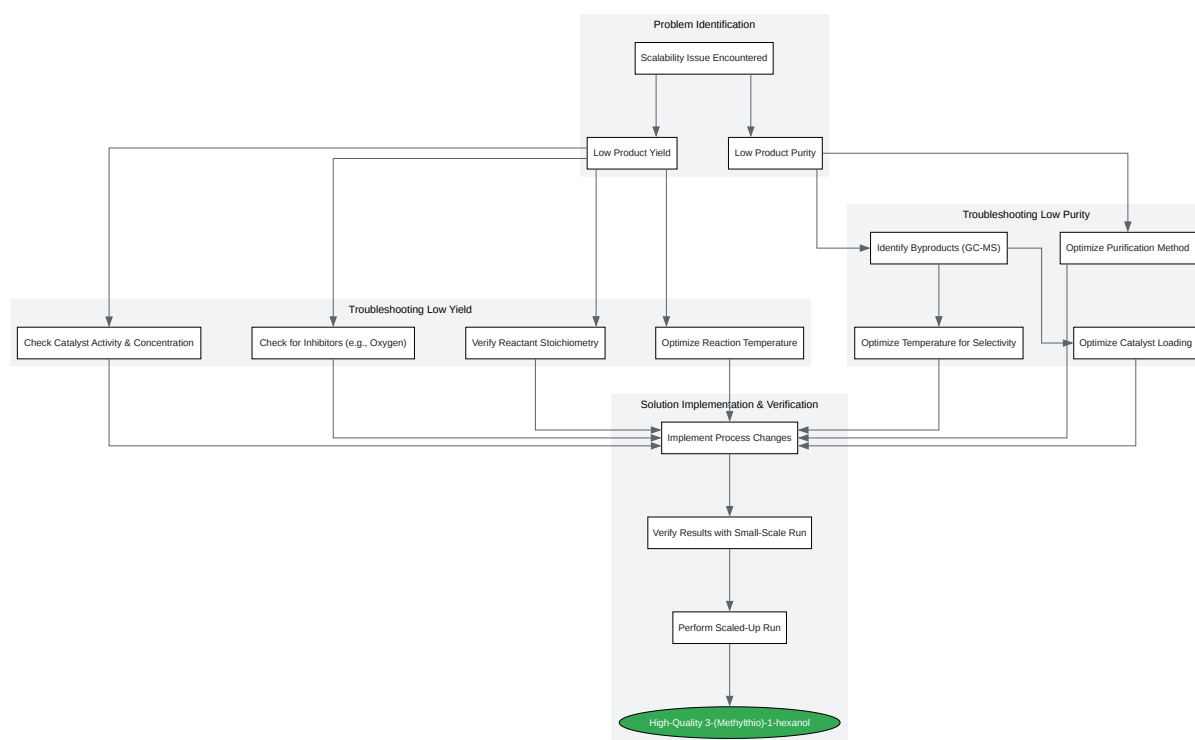 Problem Identification
Scalability Issue Encountered
Low Product Yield
Low Product Purity
Troubleshooting Low Purity
Identify Byproducts (GC-MS)
Optimize Purification Method
Troubleshooting Low Yield
Check Catalyst Activity & Concentration
Check for Inhibitors (e.g., Oxygen)
Verify Reactant Stoichiometry
Optimize Reaction Temperature
Optimize Temperature for Selectivity
Optimize Catalyst Loading
Solution Implementation & Verification
Implement Process Changes
Verify Results with Small-Scale Run
Perform Scaled-Up Run
High-Quality 3-(Methylthio)-1-hexanol